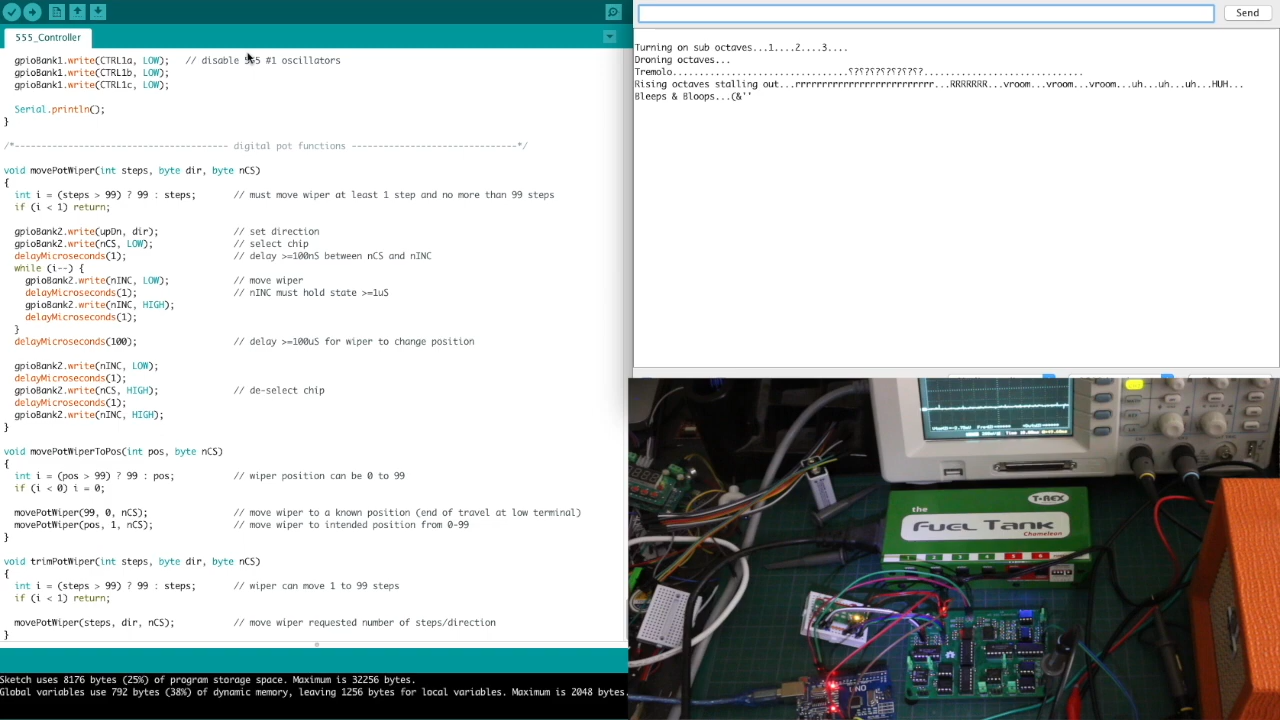 555_Controller
gpioBank1.write(CTRL1a, LOW);   // disable 555 #1 oscillators
gpioBank1.write(CTRL1b, LOW);
gpioBank1.write(CTRL1c, LOW);
Serial.println();
}
/*---------------------------------------- digital pot functions -------------------------------*/
void movePotWiper(int steps, byte dir, byte nCS)
{
int i = (steps > 99) ? 99 : steps;       // must move wiper at least 1 step and no more than 99 steps
if (i < 1) return;
gpioBank2.write(upDn, dir);              // set direction
gpioBank2.write(nCS, LOW);               // select chip
delayMicroseconds(1);                    // delay >=100nS between nCS and nINC
while (i--) {
gpioBank2.write(nINC, LOW);            // move wiper
delayMicroseconds(1);                  // nINC must hold state >=1uS
gpioBank2.write(nINC, HIGH);
delayMicroseconds(1);
}
delayMicroseconds(100);                  // delay >=100uS for wiper to change position
gpioBank2.write(nINC, LOW);
delayMicroseconds(1);
gpioBank2.write(nCS, HIGH);              // de-select chip
delayMicroseconds(1);
gpioBank2.write(nINC, HIGH);
}
void movePotWiperToPos(int pos, byte nCS)
{
int i = (pos > 99) ? 99 : pos;           // wiper position can be 0 to 99
if (i < 0) i = 0;
movePotWiper(99, 0, nCS);                // move wiper to a known position (end of travel at low terminal)
movePotWiper(pos, 1, nCS);               // move wiper to intended position from 0-99
}
void trimPotWiper(int steps, byte dir, byte nCS)
{
int i = (steps > 99) ? 99 : steps;       // wiper can move 1 to 99 steps
if (i < 1) return;
movePotWiper(steps, dir, nCS);           // move wiper requested number of steps/direction
}
Sketch uses 8176 bytes (25%) of program storage space. Maximum is 32256 bytes.
Global variables use 792 bytes (38%) of dynamic memory, leaving 1256 bytes for local variables. Maximum is 2048 bytes.
Send
Turning on sub octaves...1....2....3....
Droning octaves...
Tremolo.................................⸮?⸮?⸮?⸮?⸮?⸮?⸮?..............................
Rising octaves stalling out...rrrrrrrrrrrrrrrrrrrrrrrrrr...RRRRRRR...vroom...vroom...vroom...uh...uh...uh...HUH...
Bleeps & Bloops...(&''
T-REX
the
FUEL TANK
Chameleon
UNO